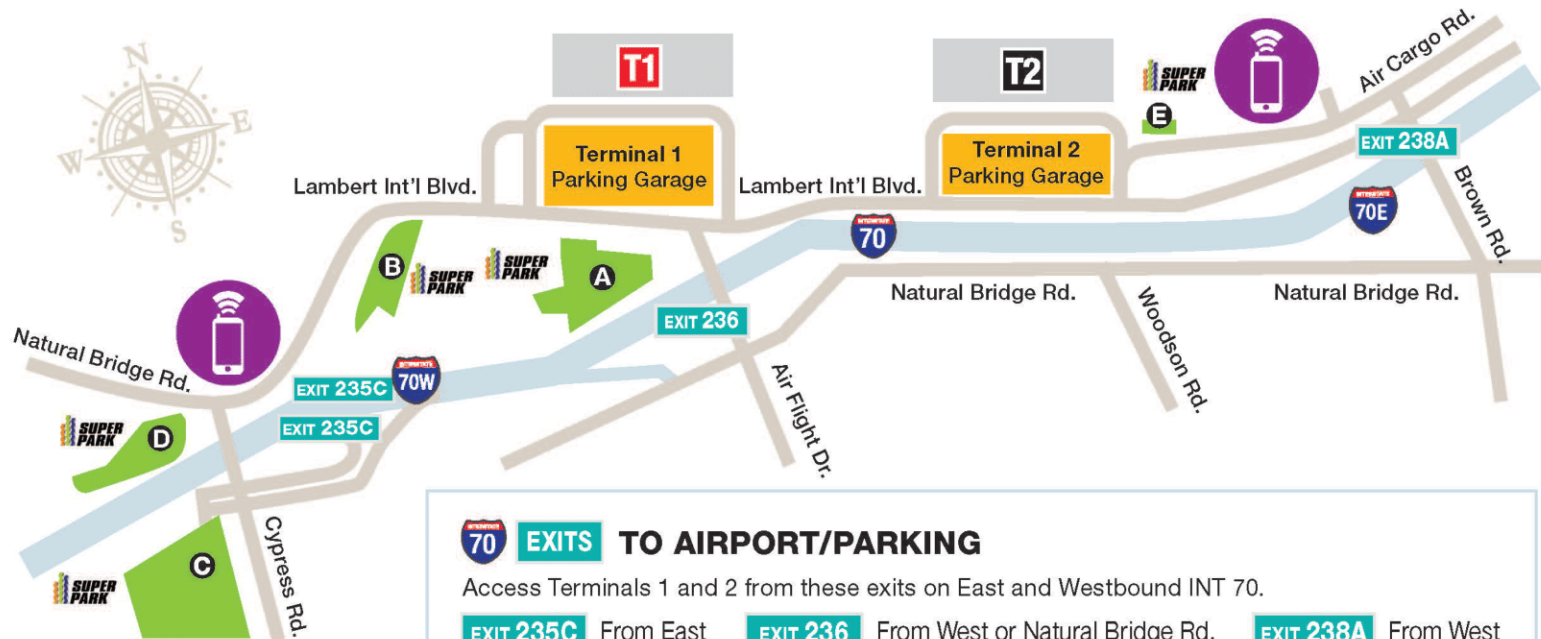 N
E
W
S
T1
T2
SUPER
PARK
E
Air Cargo Rd.
Terminal 1
Parking Garage
Terminal 2
Parking Garage
EXIT 238A
Lambert Int'l Blvd.
Lambert Int'l Blvd.
INTERSTATE
70
INTERSTATE
70E
Brown Rd.
B
SUPER
PARK
SUPER
PARK
A
Natural Bridge Rd.
Natural Bridge Rd.
EXIT 236
Woodson Rd.
Natural Bridge Rd.
EXIT 235C
INTERSTATE
70W
Air Flight Dr.
EXIT 235C
SUPER
PARK
D
Cypress Rd.
C
SUPER
PARK
INTERSTATE
70 EXITS TO AIRPORT/PARKING
Access Terminals 1 and 2 from these exits on East and Westbound INT 70.
EXIT 235C From East EXIT 236 From West or Natural Bridge Rd. EXIT 238A From West